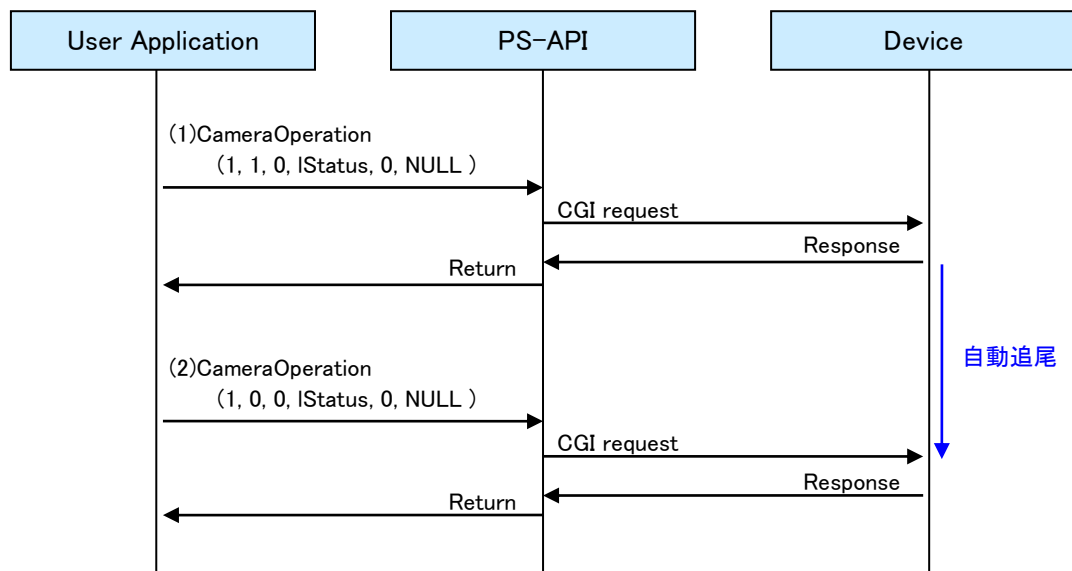 User Application
PS-API
Device
(1)CameraOperation
(1, 1, 0, lStatus, 0, NULL )
CGI request
Response
Return
自動追尾
(2)CameraOperation
(1, 0, 0, lStatus, 0, NULL )
CGI request
Response
Return